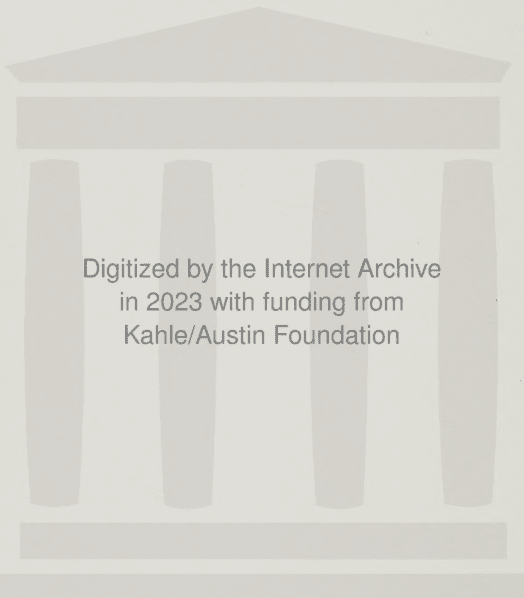 Digitized by the Internet Archive
in 2023 with funding from
Kahle/Austin Foundation